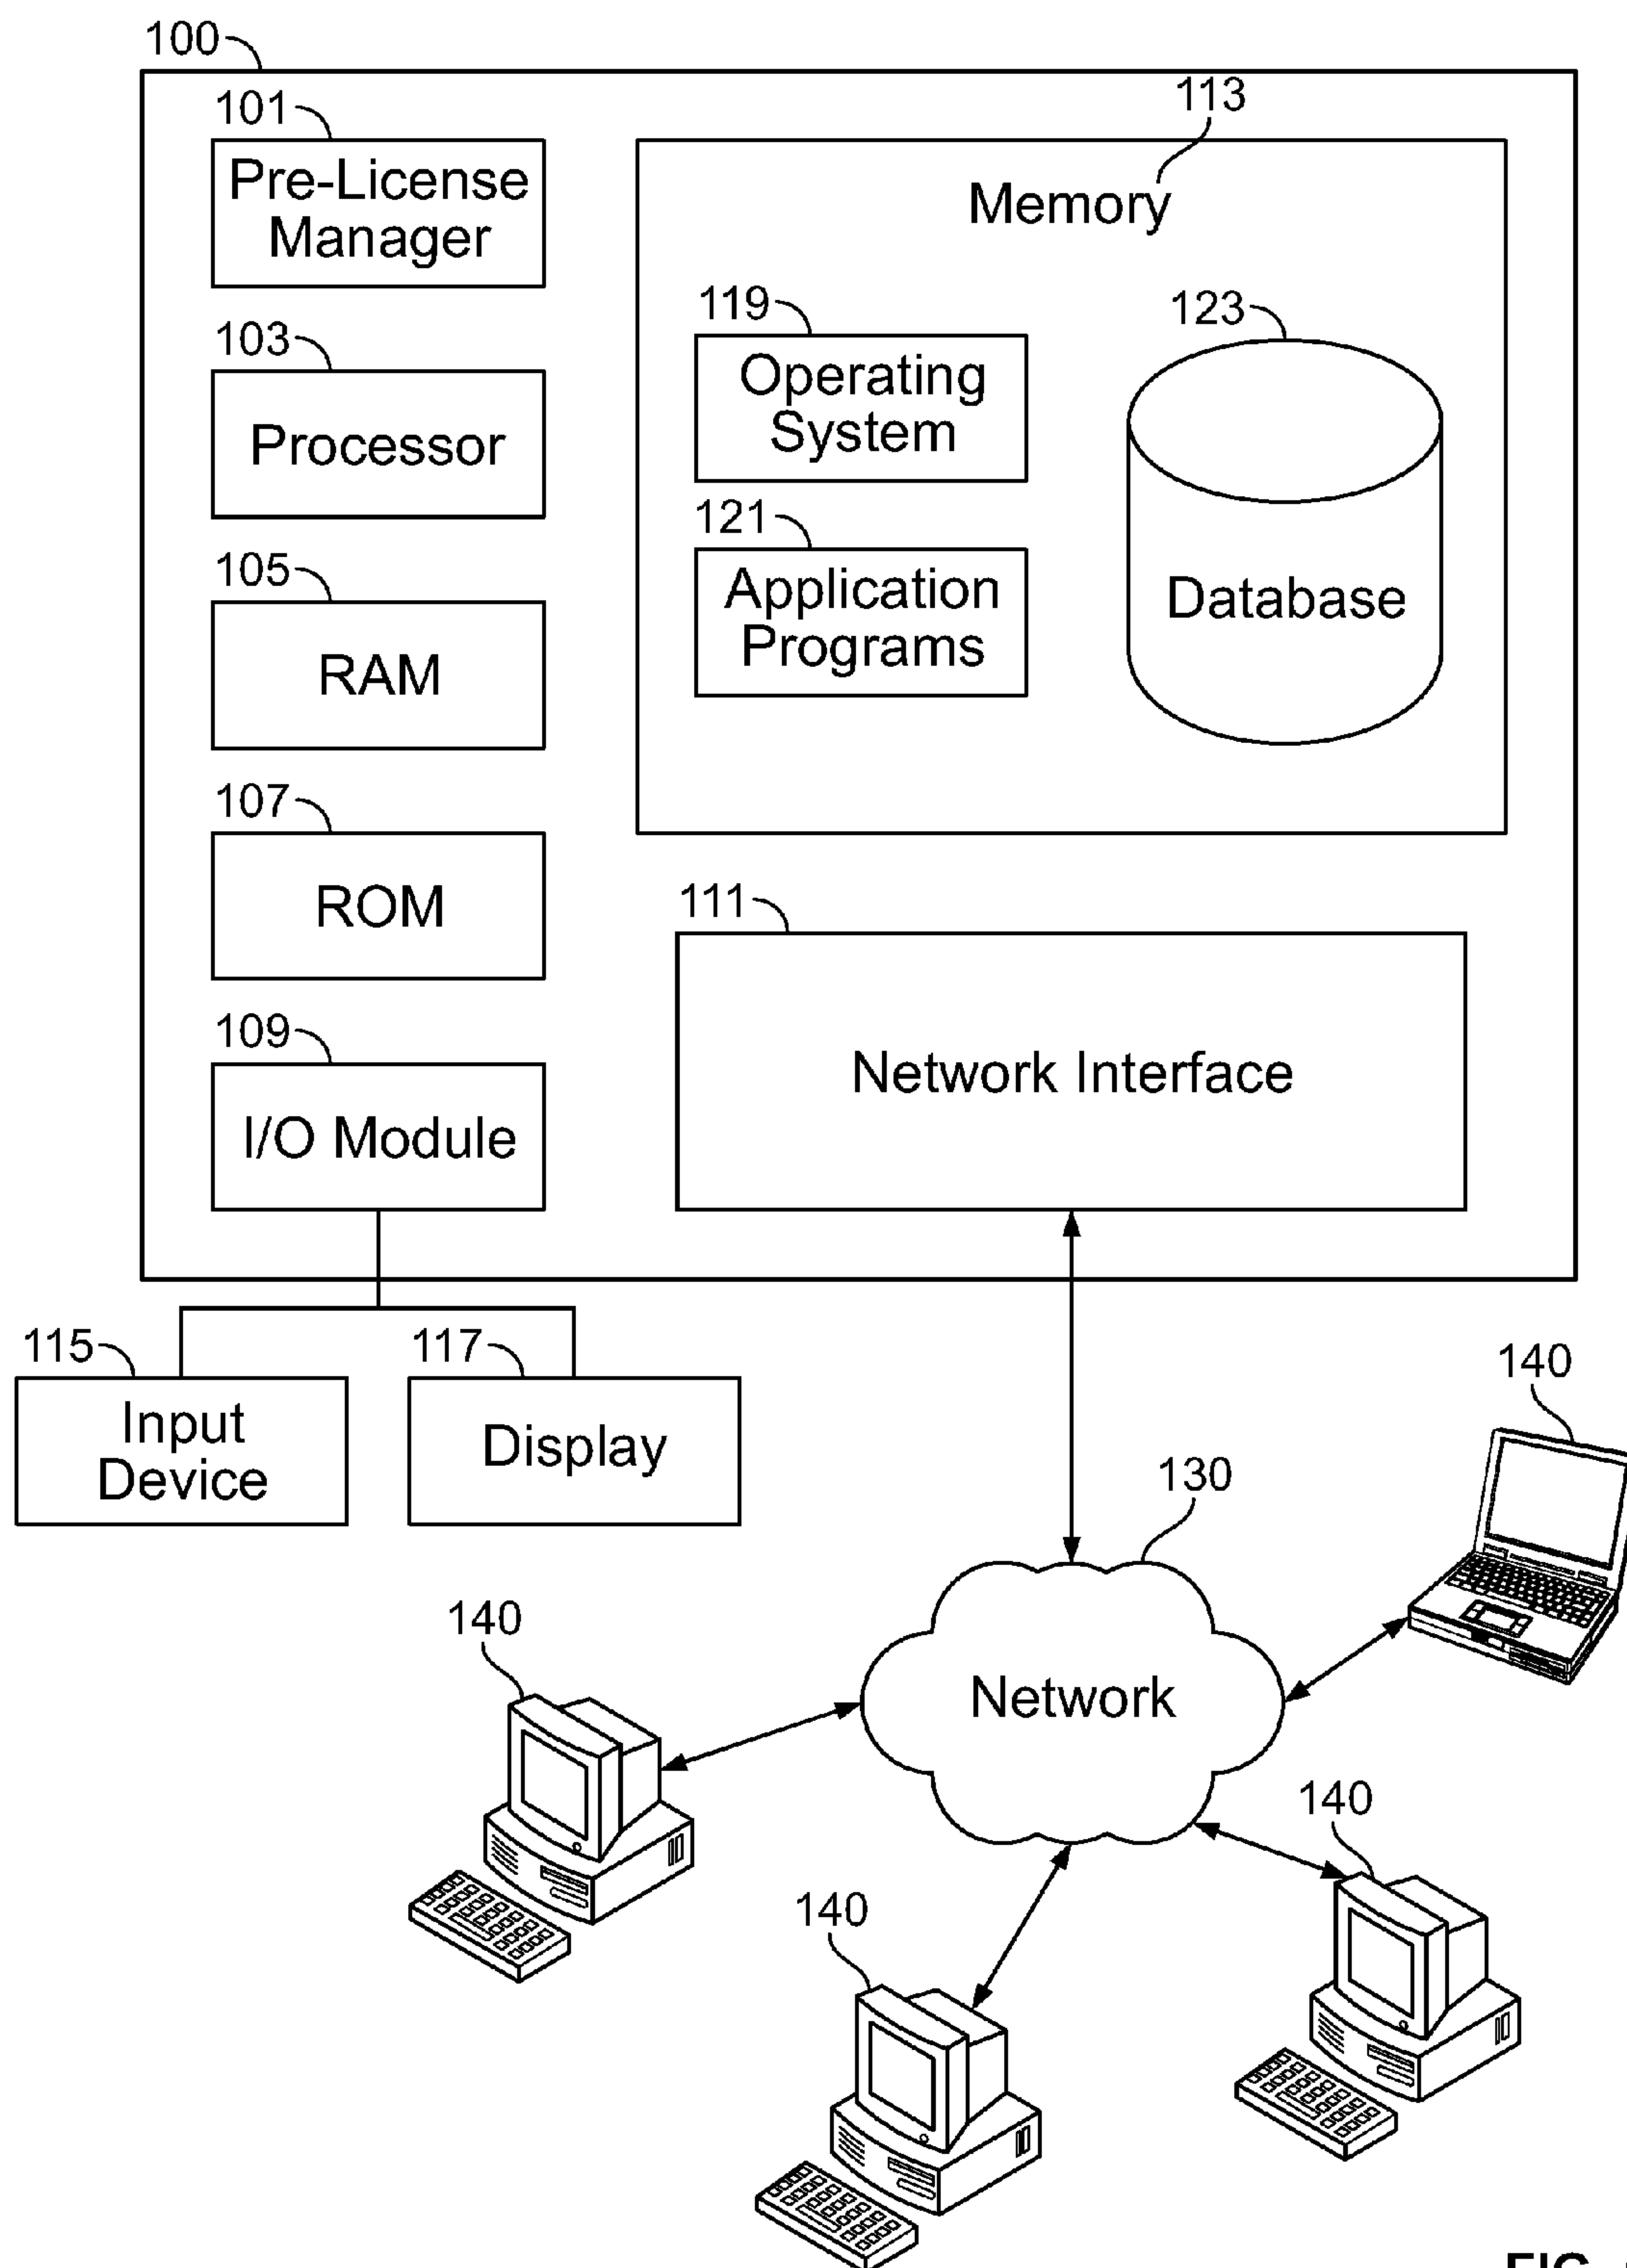 100
101
Pre-License
Manager
113
Memory
103
Processor
119
Operating
System
123
Database
121
Application
Programs
105
RAM
107
ROM
111
Network Interface
109
I/O Module
115
Input
Device
117
Display
140
130
Network
140
140
140
FIG.